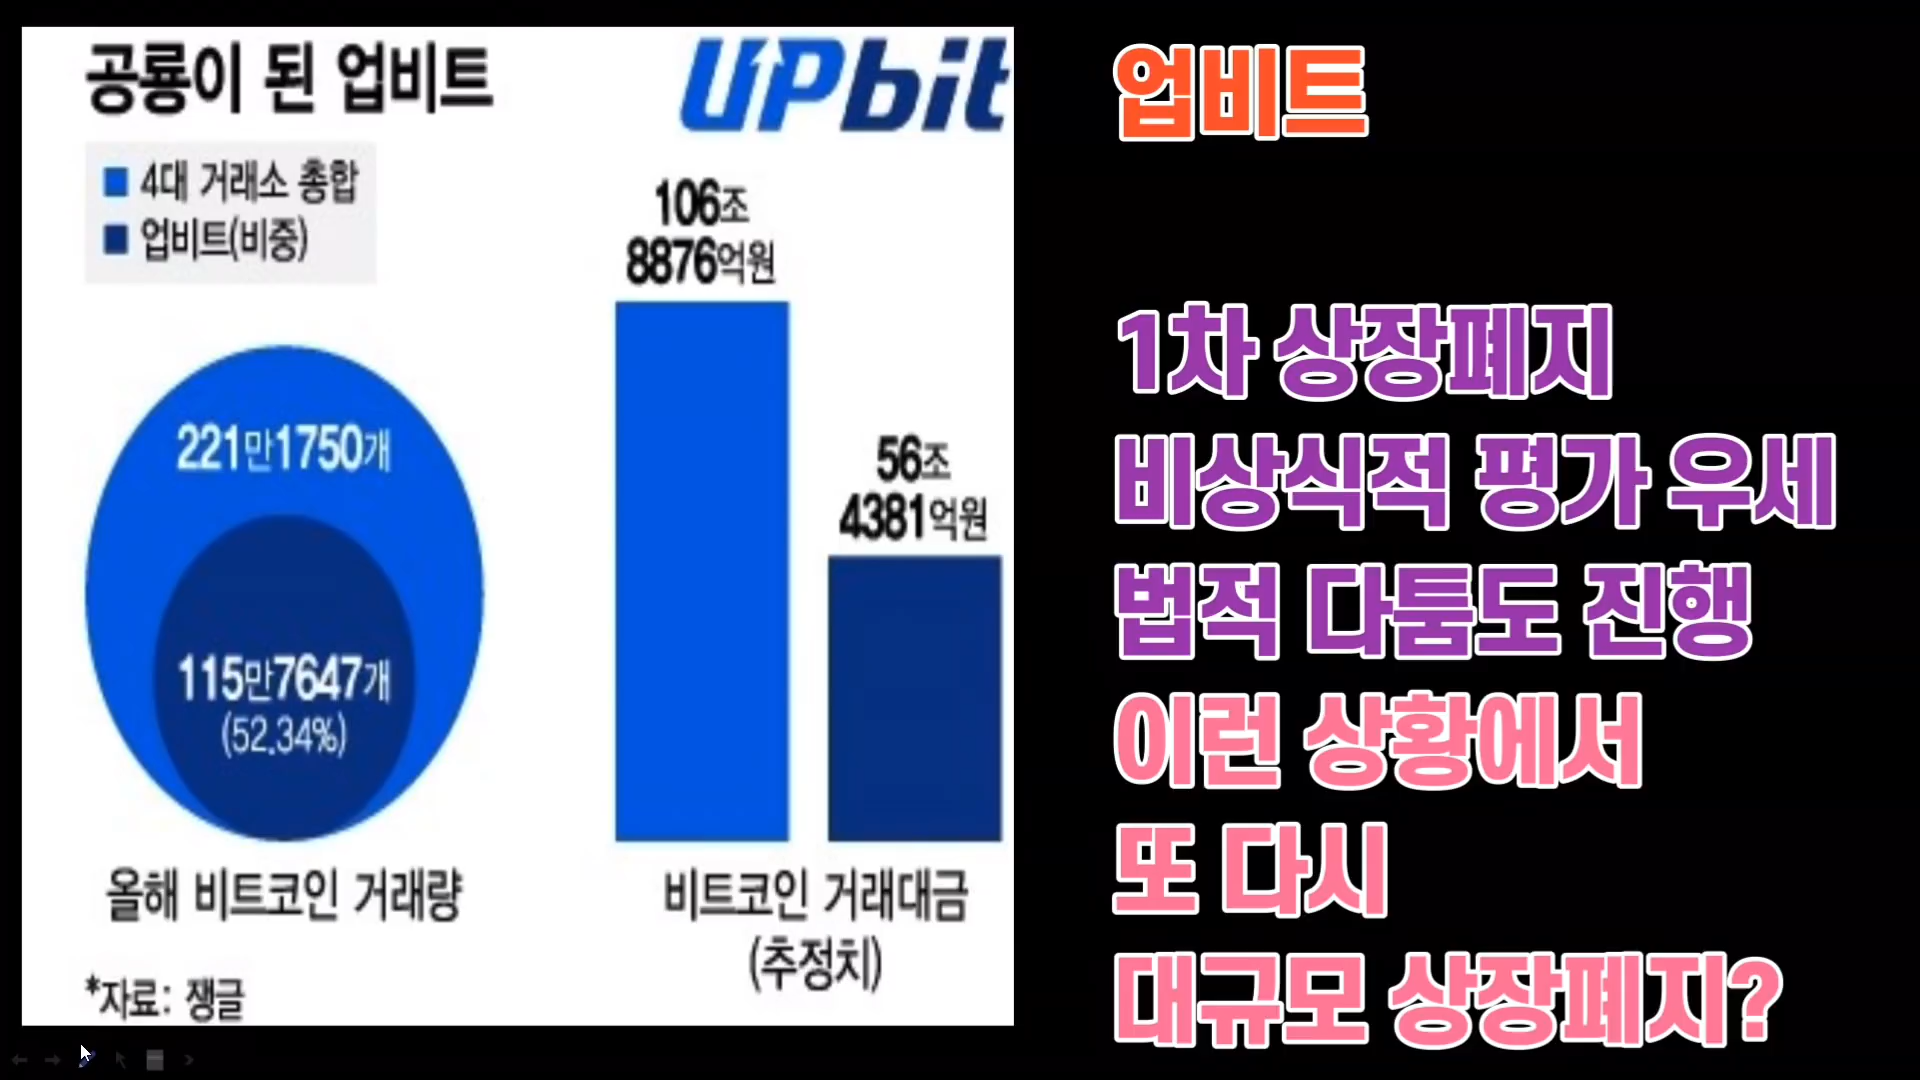 공룡이 된 업비트
UPbit
4대 거래소 총합
업비트(비중)
221만1750개
115만7647개
(52.34%)
올해 비트코인 거래량
106조
8876억원
56조
4381억원
비트코인 거래대금
(추정치)
*자료: 쟁글
업비트
1차 상장폐지
비상식적 평가 우세
법적 다툼도 진행
이런 상황에서
또 다시
대규모 상장폐지?